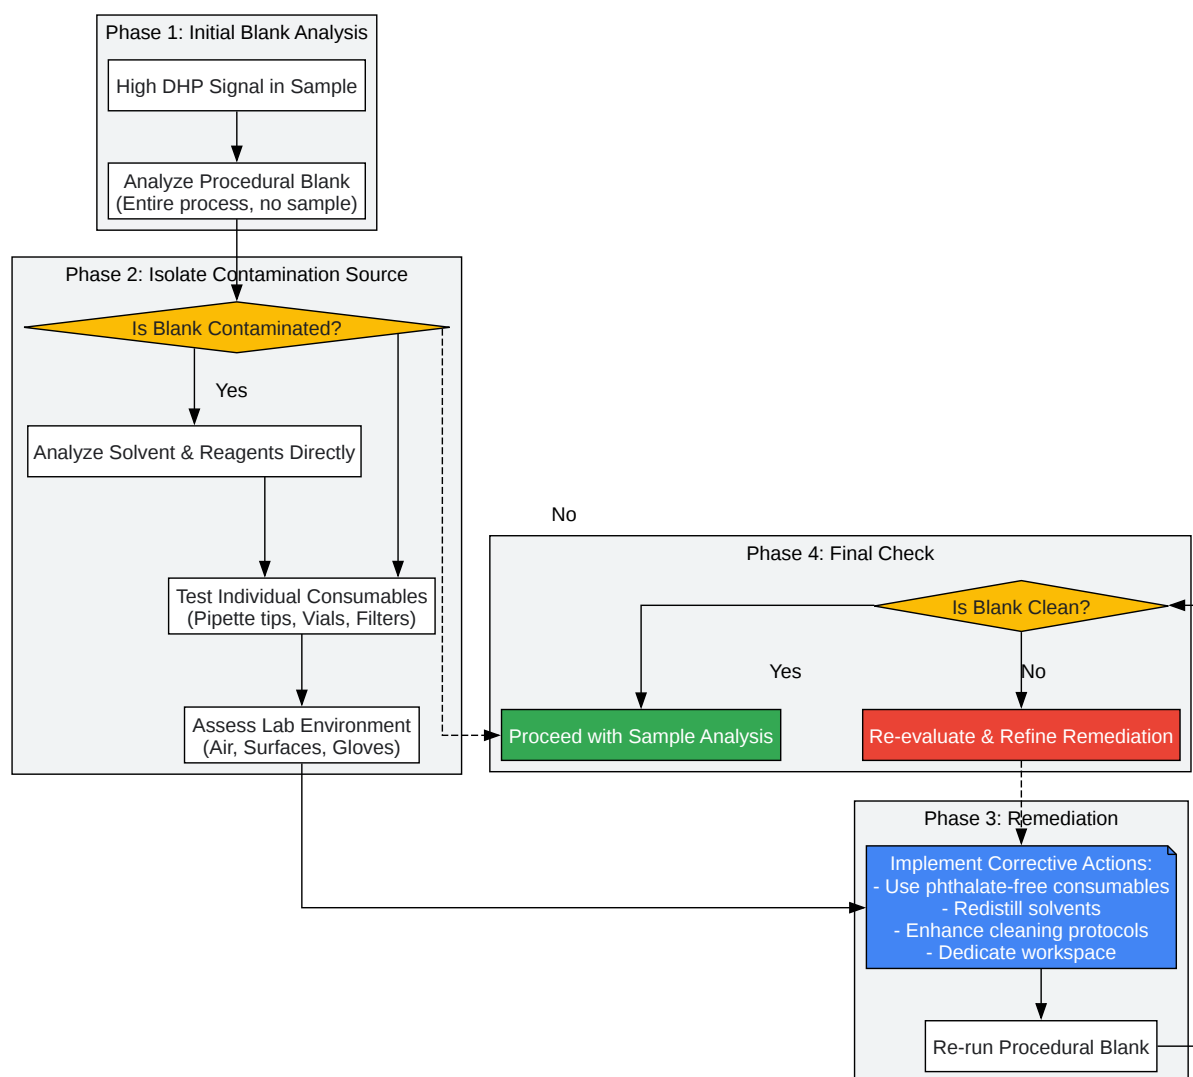 Phase 1: Initial Blank Analysis
High DHP Signal in Sample
Analyze Procedural Blank
(Entire process, no sample)
Phase 2: Isolate Contamination Source
Is Blank Contaminated?
Yes
Analyze Solvent & Reagents Directly
Test Individual Consumables
(Pipette tips, Vials, Filters)
Assess Lab Environment
(Air, Surfaces, Gloves)
No
Phase 4: Final Check
Is Blank Clean?
Yes
No
Proceed with Sample Analysis
Re-evaluate & Refine Remediation
Phase 3: Remediation
Implement Corrective Actions:
- Use phthalate-free consumables
- Redistill solvents
- Enhance cleaning protocols
- Dedicate workspace
Re-run Procedural Blank